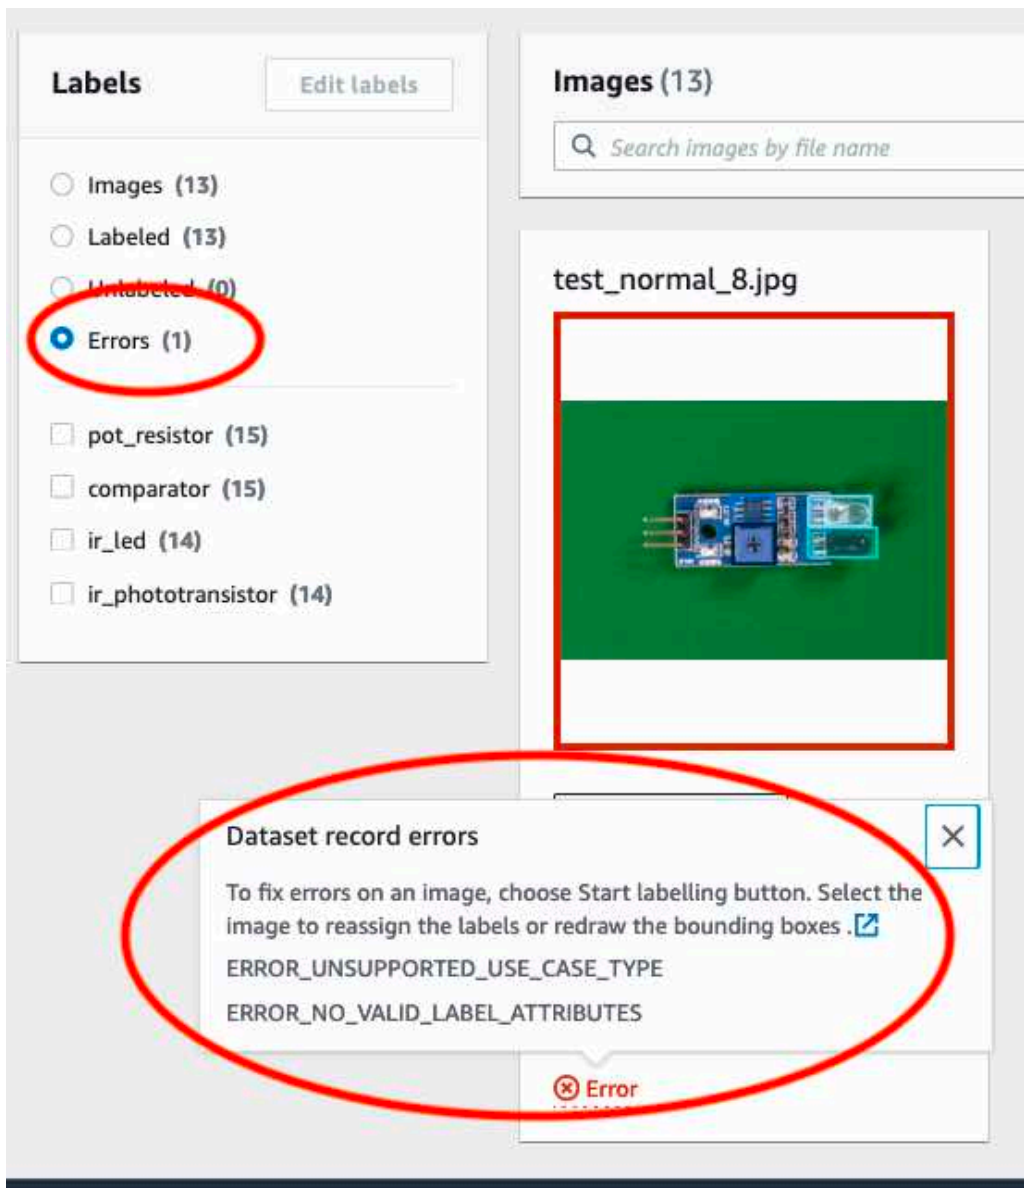 Labels
Edit labels
Images (13)
Labeled (13)
Unlabeled (0)
Errors (1)
pot_resistor (15)
comparator (15)
ir_led (14)
ir_phototransistor (14)
Images (13)
Search images by file name
test_normal_8.jpg
Dataset record errors
To fix errors on an image, choose Start labelling button. Select the
image to reassign the labels or redraw the bounding boxes .
ERROR_UNSUPPORTED_USE_CASE_TYPE
ERROR_NO_VALID_LABEL_ATTRIBUTES
Error